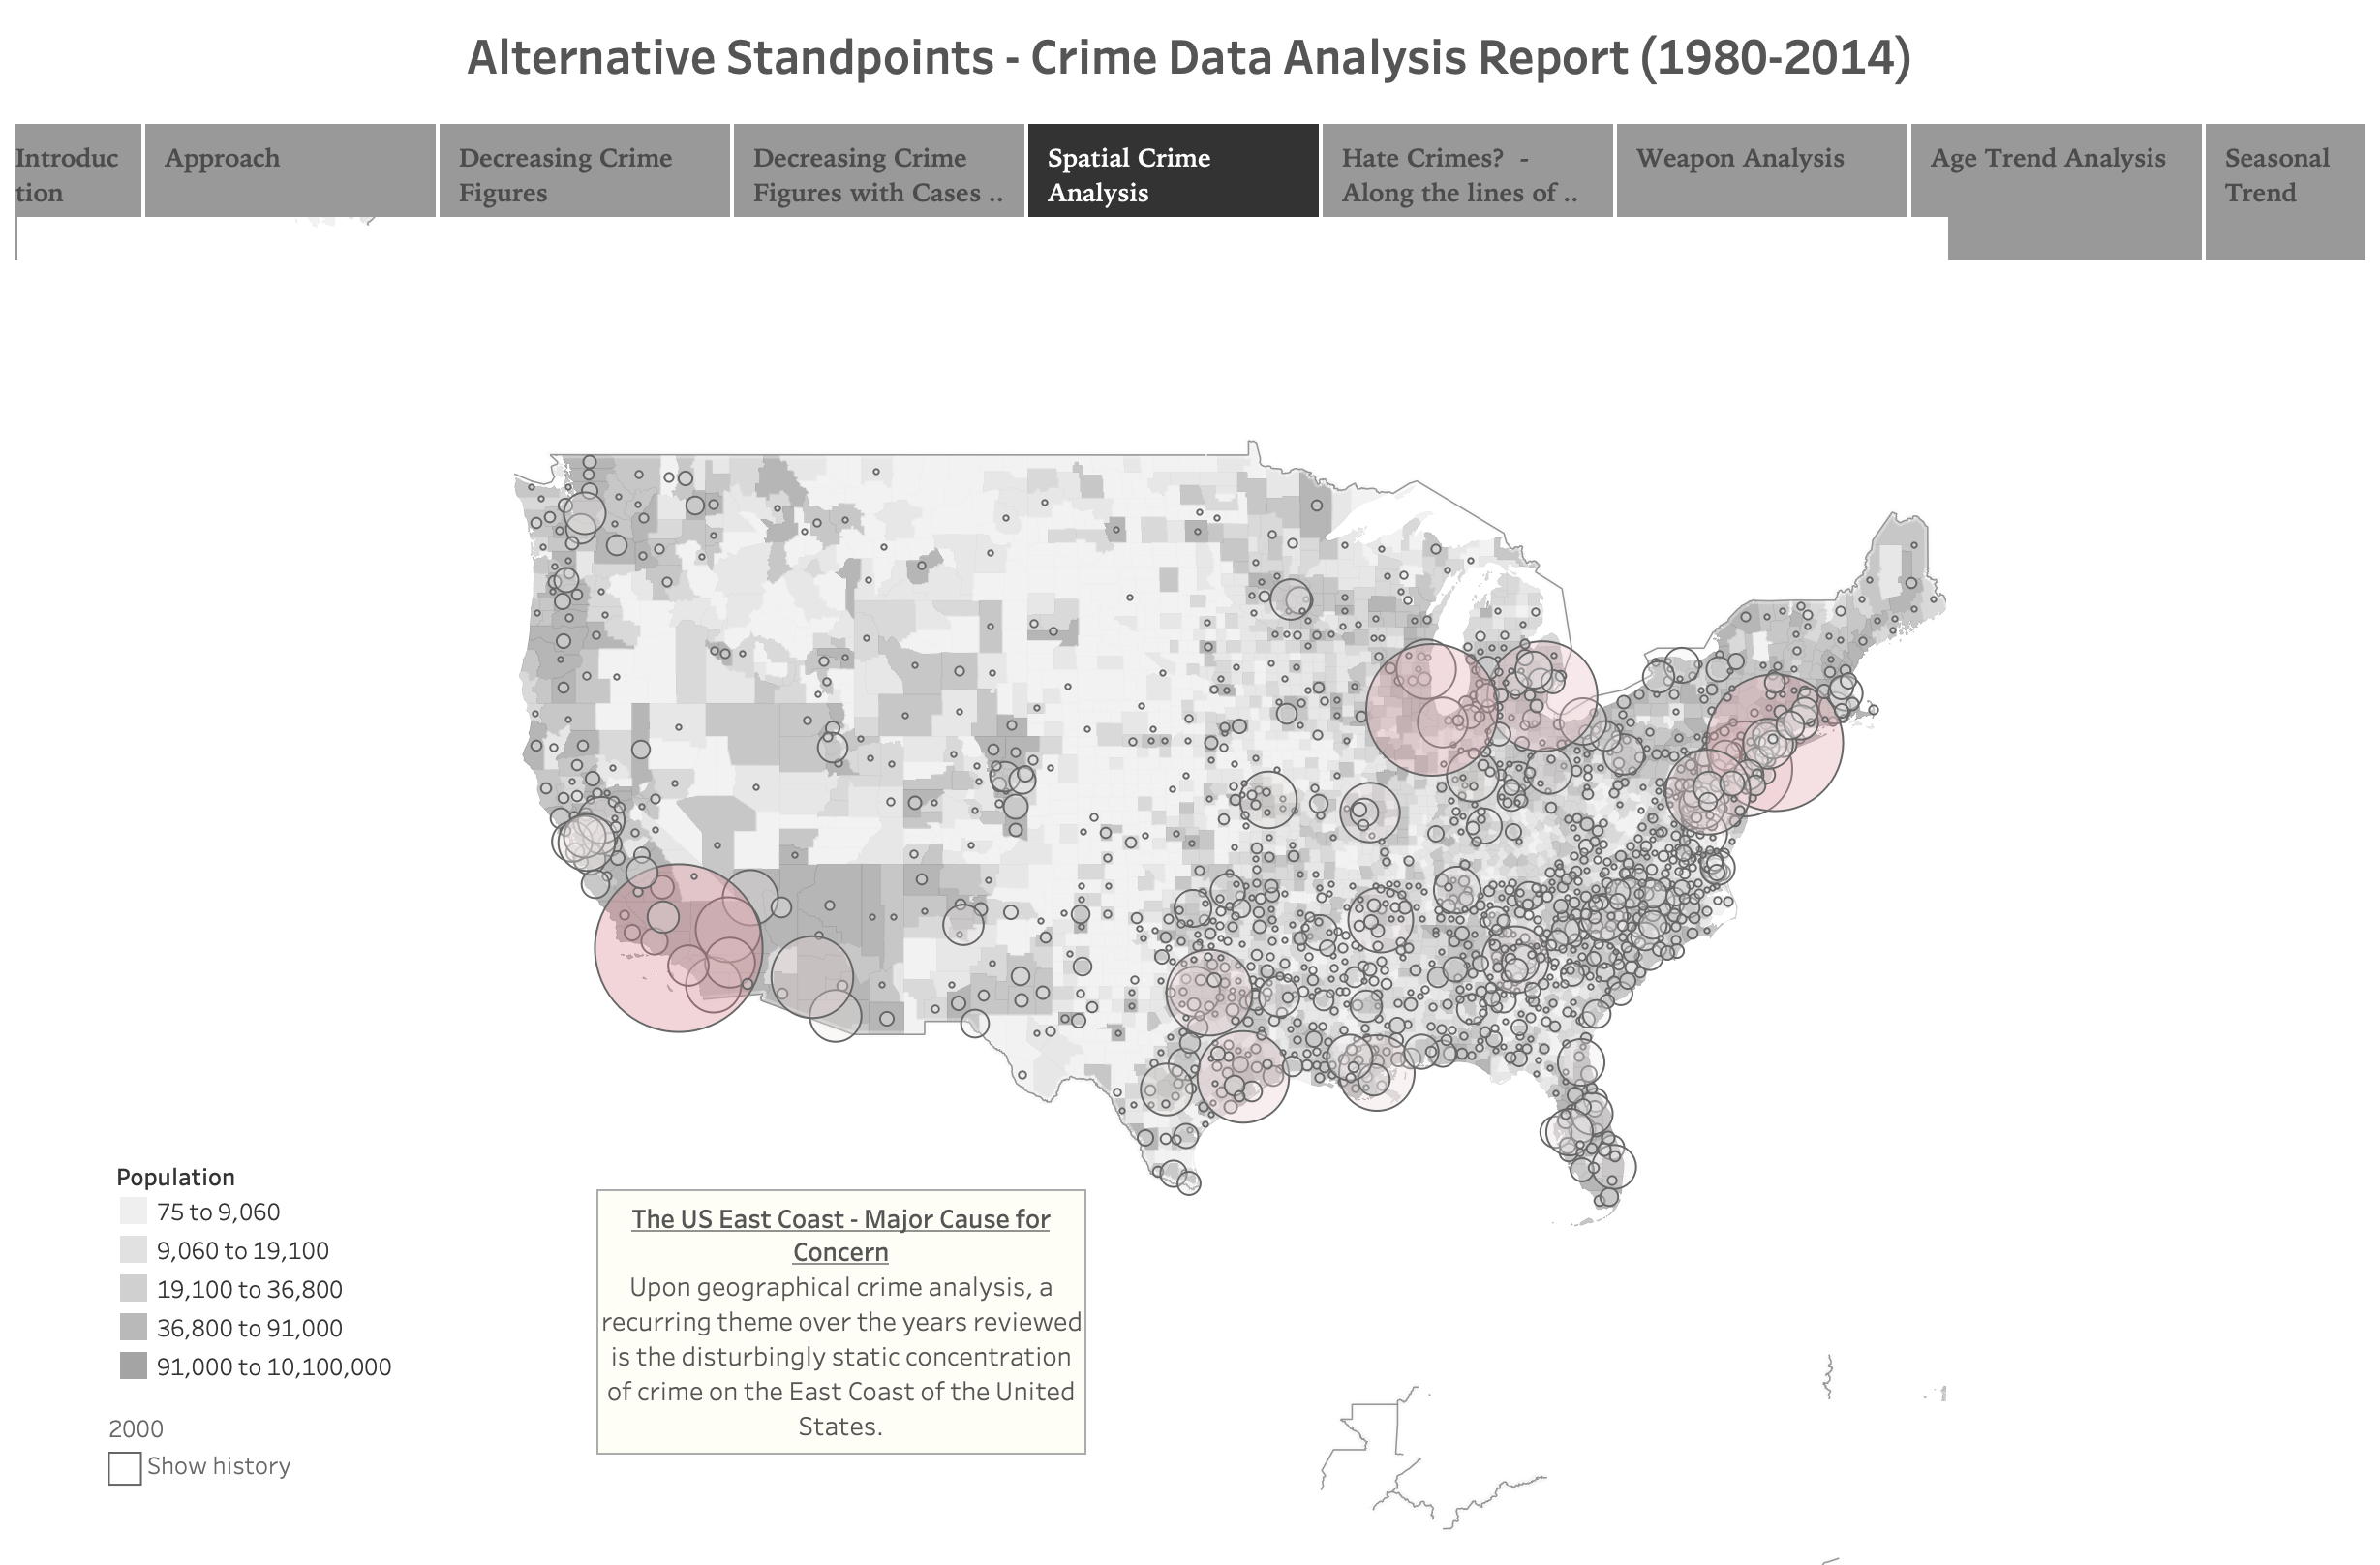 Alternative Standpoints - Crime Data Analysis Report (1980-2014)
Introduc
tion
Approach
Decreasing Crime
Figures
Decreasing Crime
Figures with Cases ..
Spatial Crime
Analysis
Hate Crimes?  -
Along the lines of ..
Weapon Analysis
Age Trend Analysis
Seasonal
Trend
Population
75 to 9,060
9,060 to 19,100
19,100 to 36,800
36,800 to 91,000
91,000 to 10,100,000
2000
Show history
The US East Coast - Major Cause for
Concern
Upon geographical crime analysis, a
recurring theme over the years reviewed
is the disturbingly static concentration
of crime on the East Coast of the United
States.